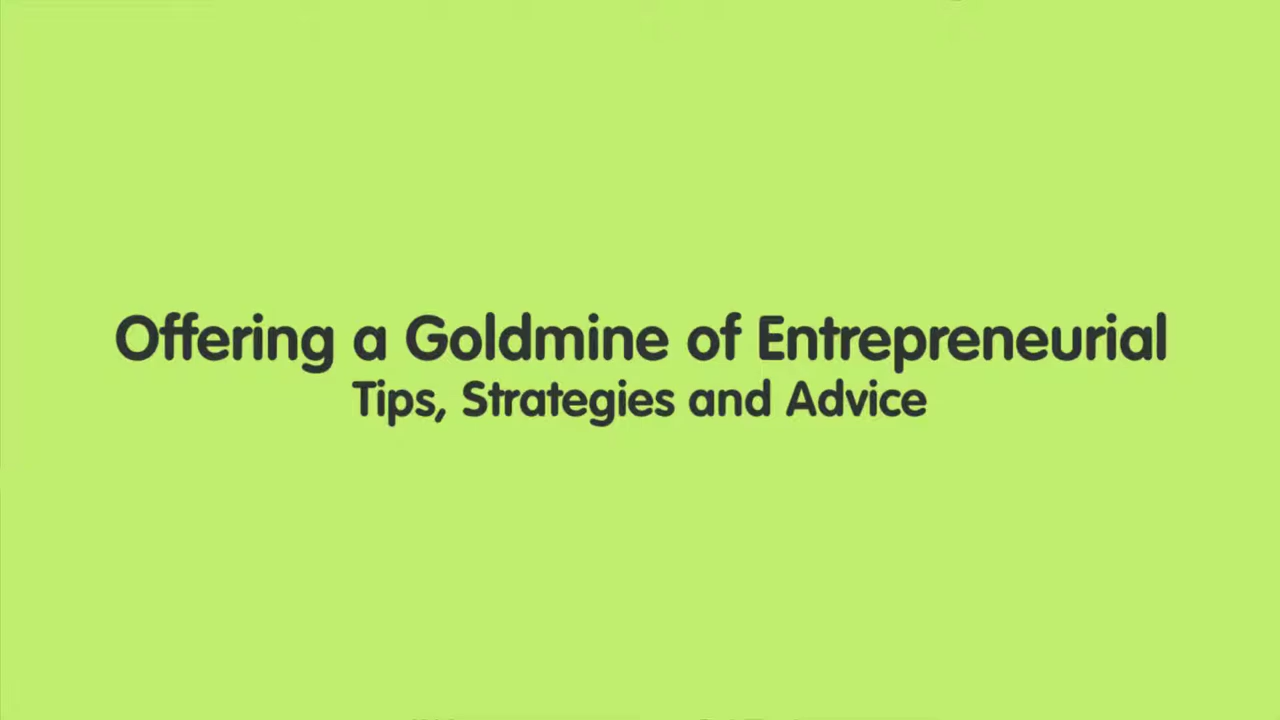 Offering a Goldmine of Entrepreneurial
Tips, Strategies and Advice